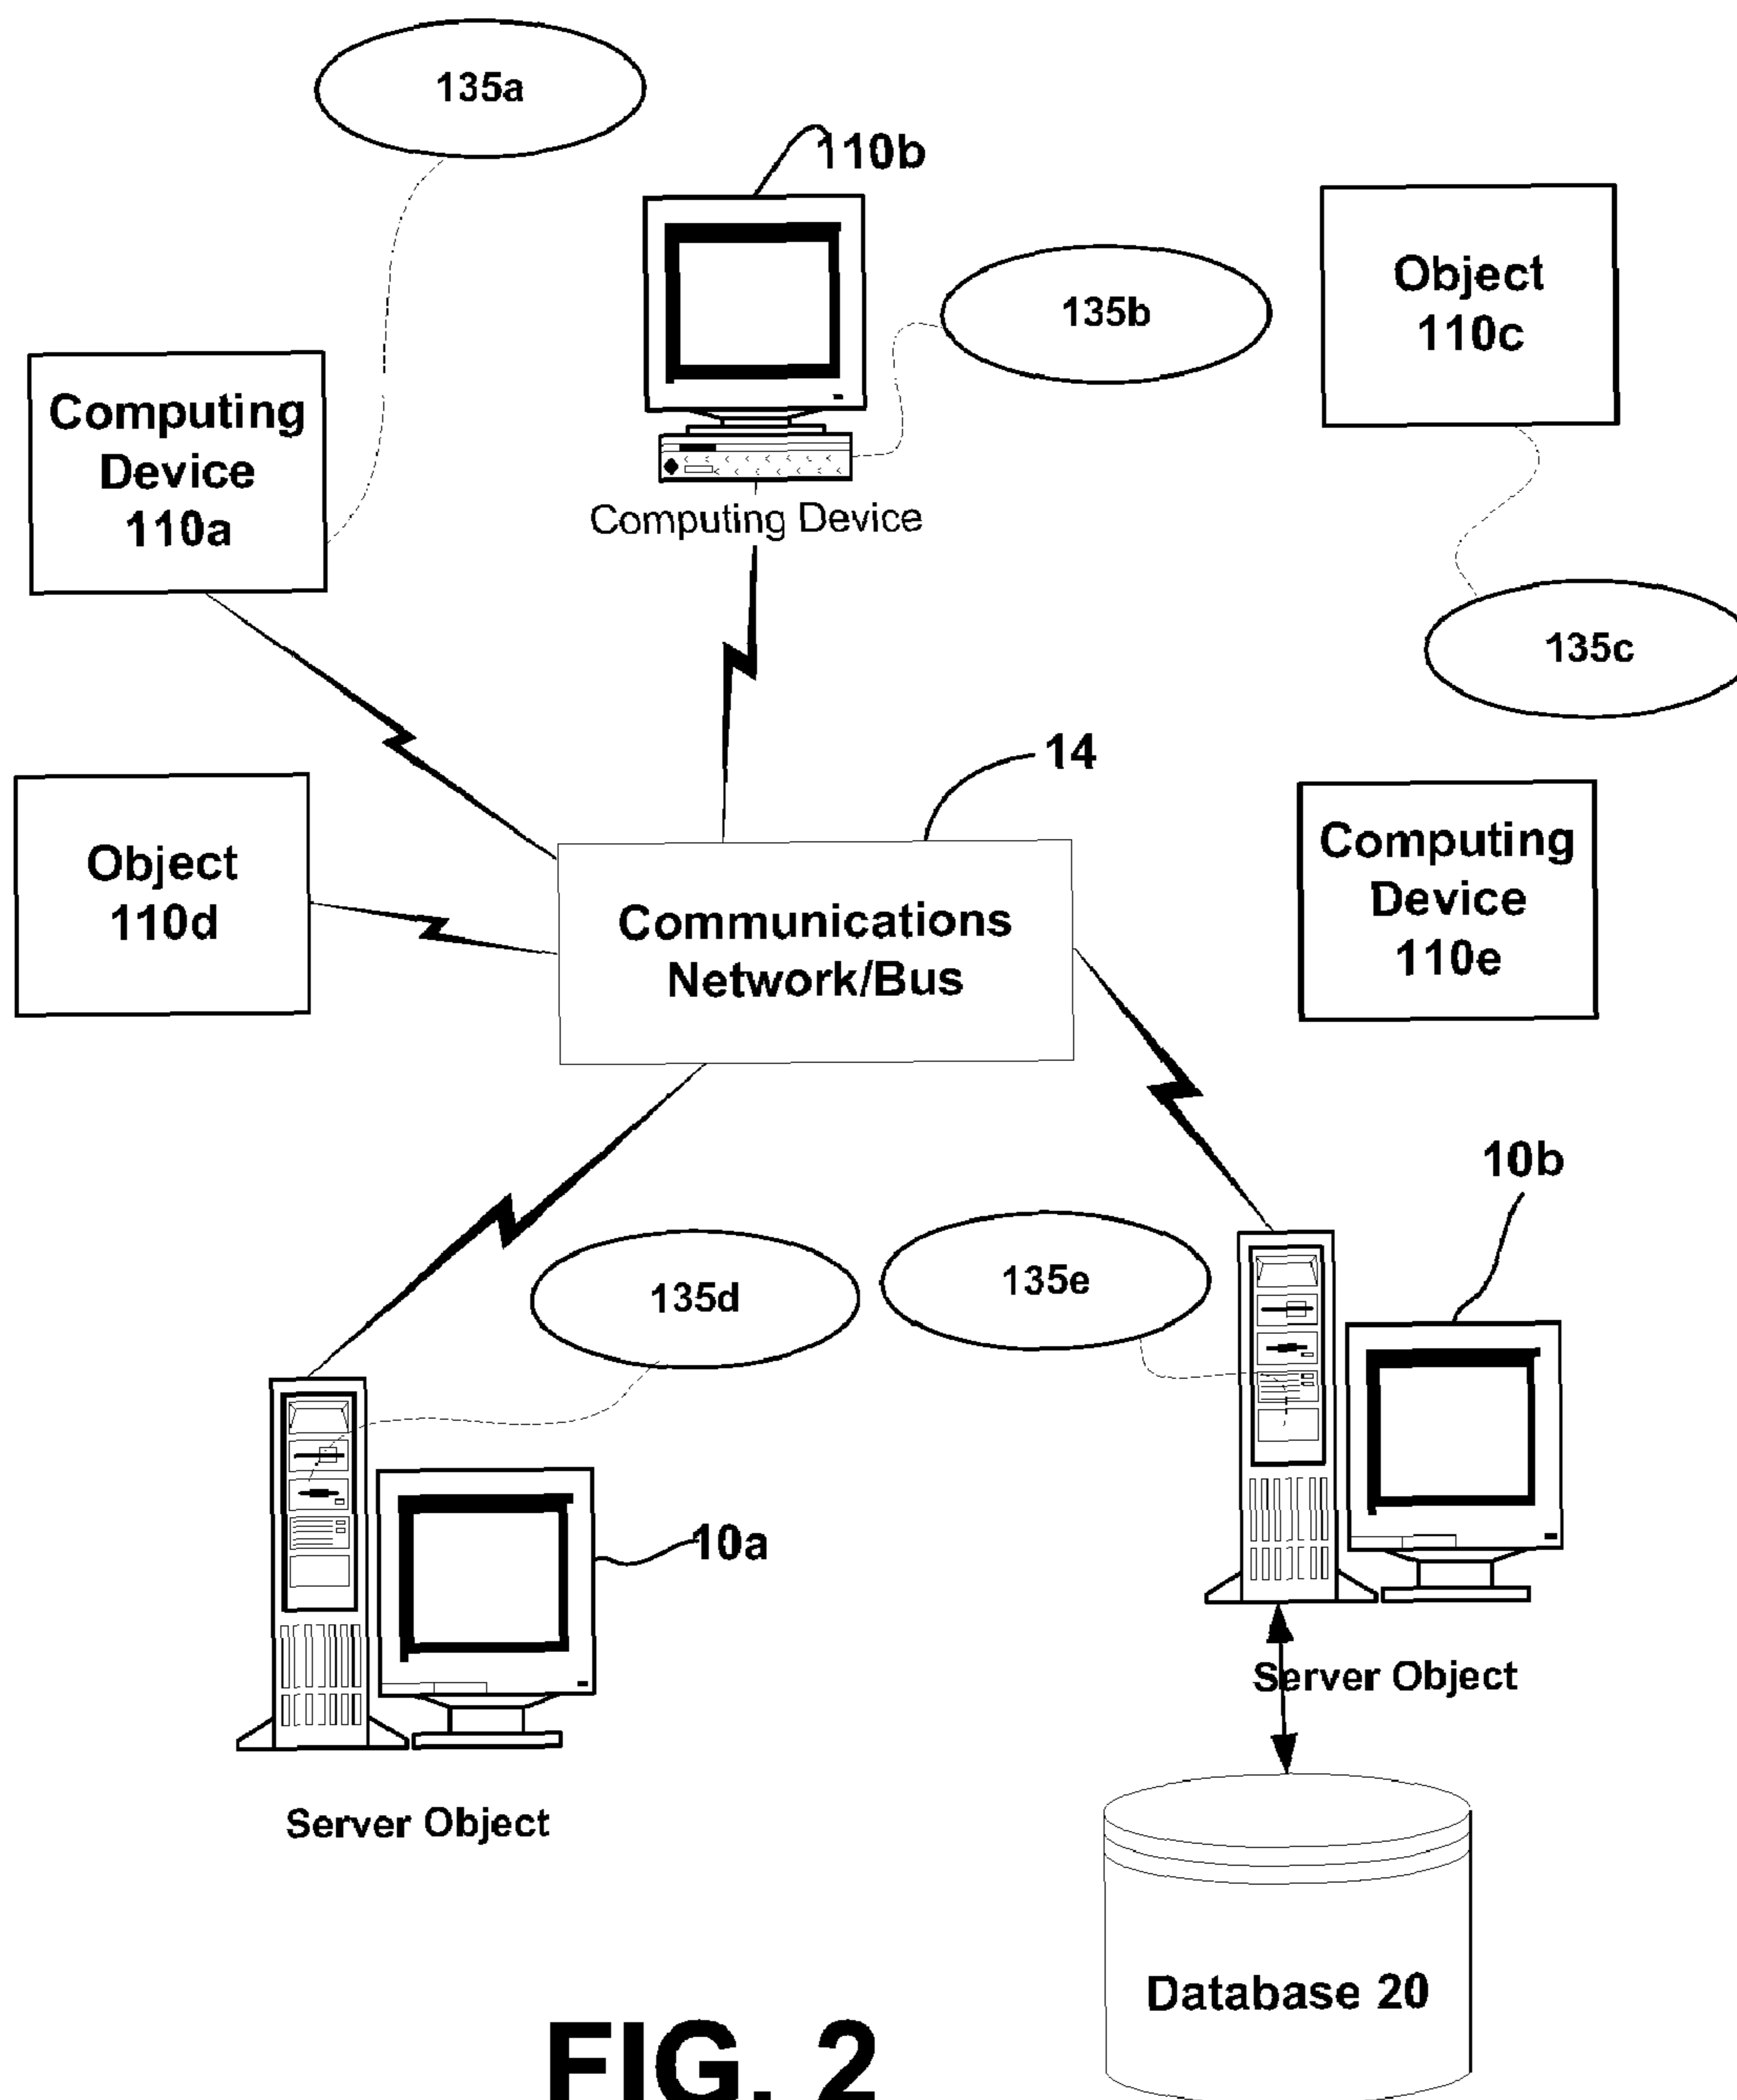 135a
110b
135b
Object
110c
Computing
Device
110a
Computing Device
135c
14
Object
110d
Communications
Network/Bus
Computing
Device
110e
10b
135d
135e
10a
Server Object
Server Object
Database 20
FIG. 2